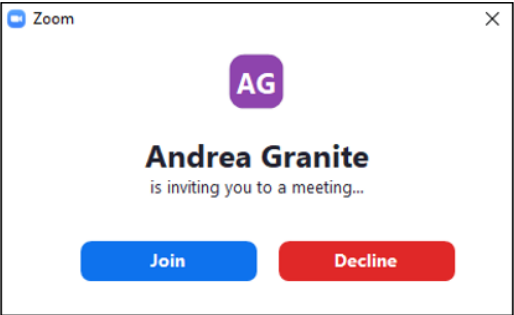 Zoom
AG
Andrea Granite
is inviting you to a meeting...
Join
Decline